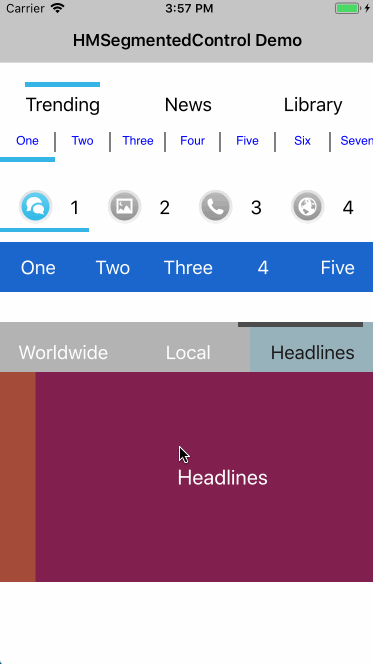 Carrier 3:57 PM
HMSegmentedControl Demo
Trending News Library
One Two Three Four Five Six Seven
1 2 3 4
One Two Three 4 Five
Worldwide Local Headlines
Headlines